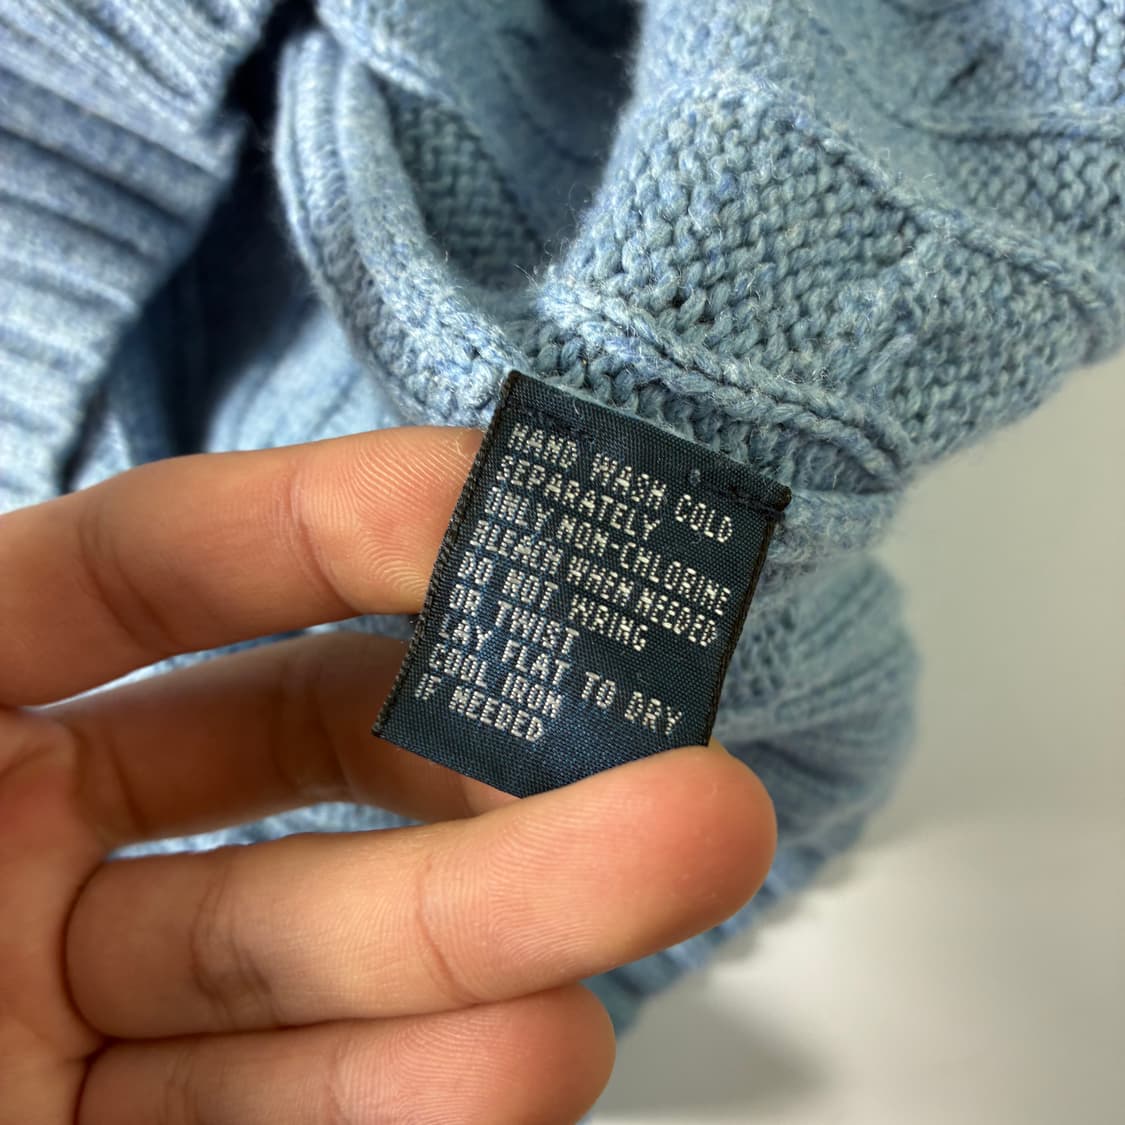 HAND WASH COLD
SEPARATELY
ONLY NON-CHLORINE
BLEACH WHEN NEEDED
DO NOT WRING
OR TWIST
LAY FLAT TO DRY
COOL IRON
IF NEEDED